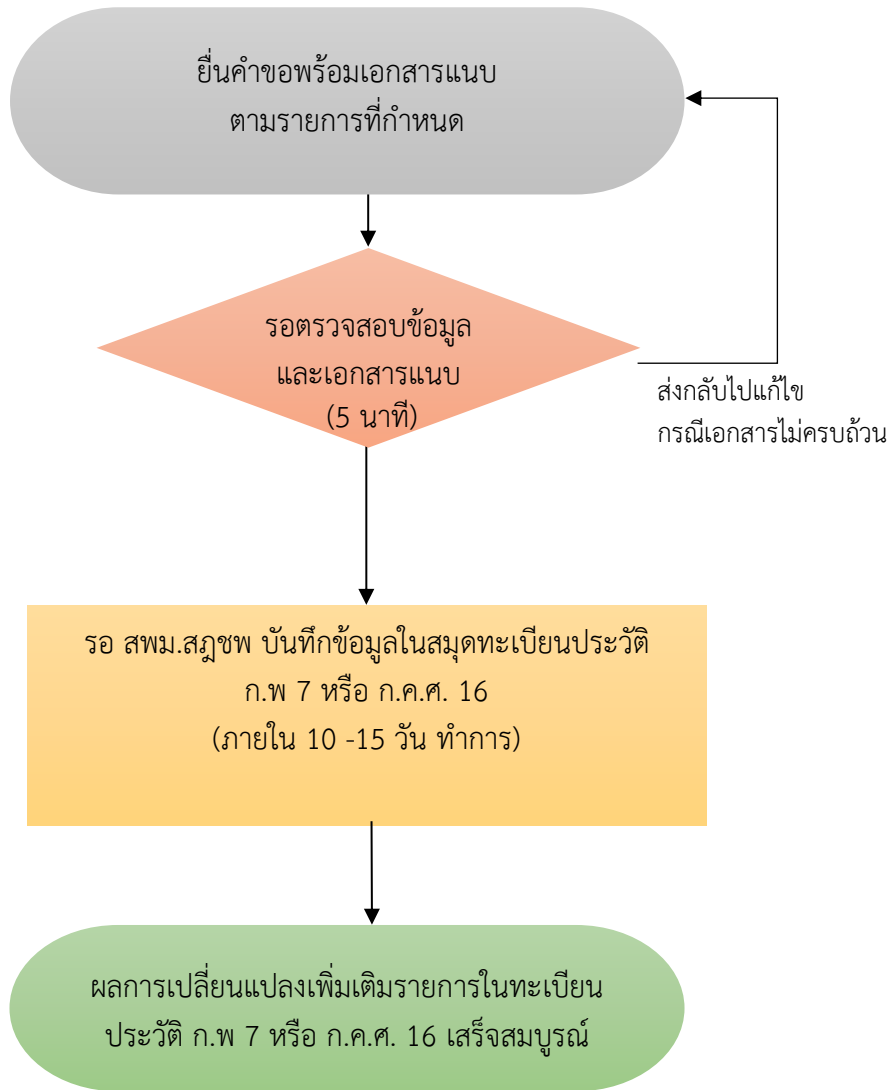 ยื่นคำขอพร้อมเอกสารแนบ
ตามรายการที่กำหนด
รอตรวจสอบข้อมูล
และเอกสารแนบ
(5 นาที)
ส่งกลับไปแก้ไข
กรณีเอกสารไม่ครบถ้วน
รอ สพม.สฎชพ บันทึกข้อมูลในสมุดทะเบียนประวัติ
ก.พ 7 หรือ ก.ค.ศ. 16
(ภายใน 10 -15 วัน ทำการ)
ผลการเปลี่ยนแปลงเพิ่มเติมรายการในทะเบียน
ประวัติ ก.พ 7 หรือ ก.ค.ศ. 16 เสร็จสมบูรณ์